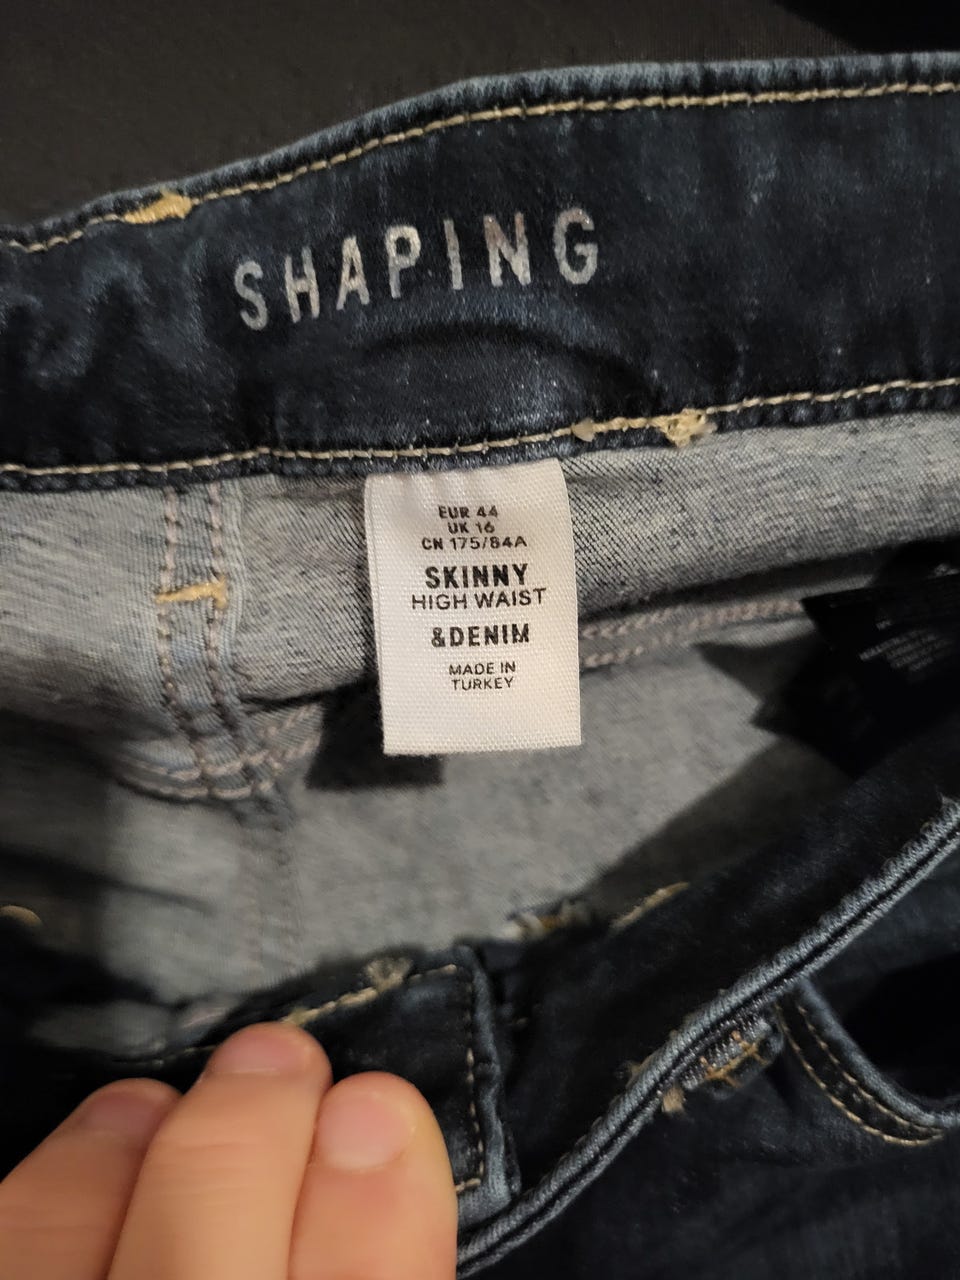 SHAPING
EUR 44
UK 16
CN 175/84A
SKINNY
HIGH WAIST
&DENIM
MADE IN
TURKEY